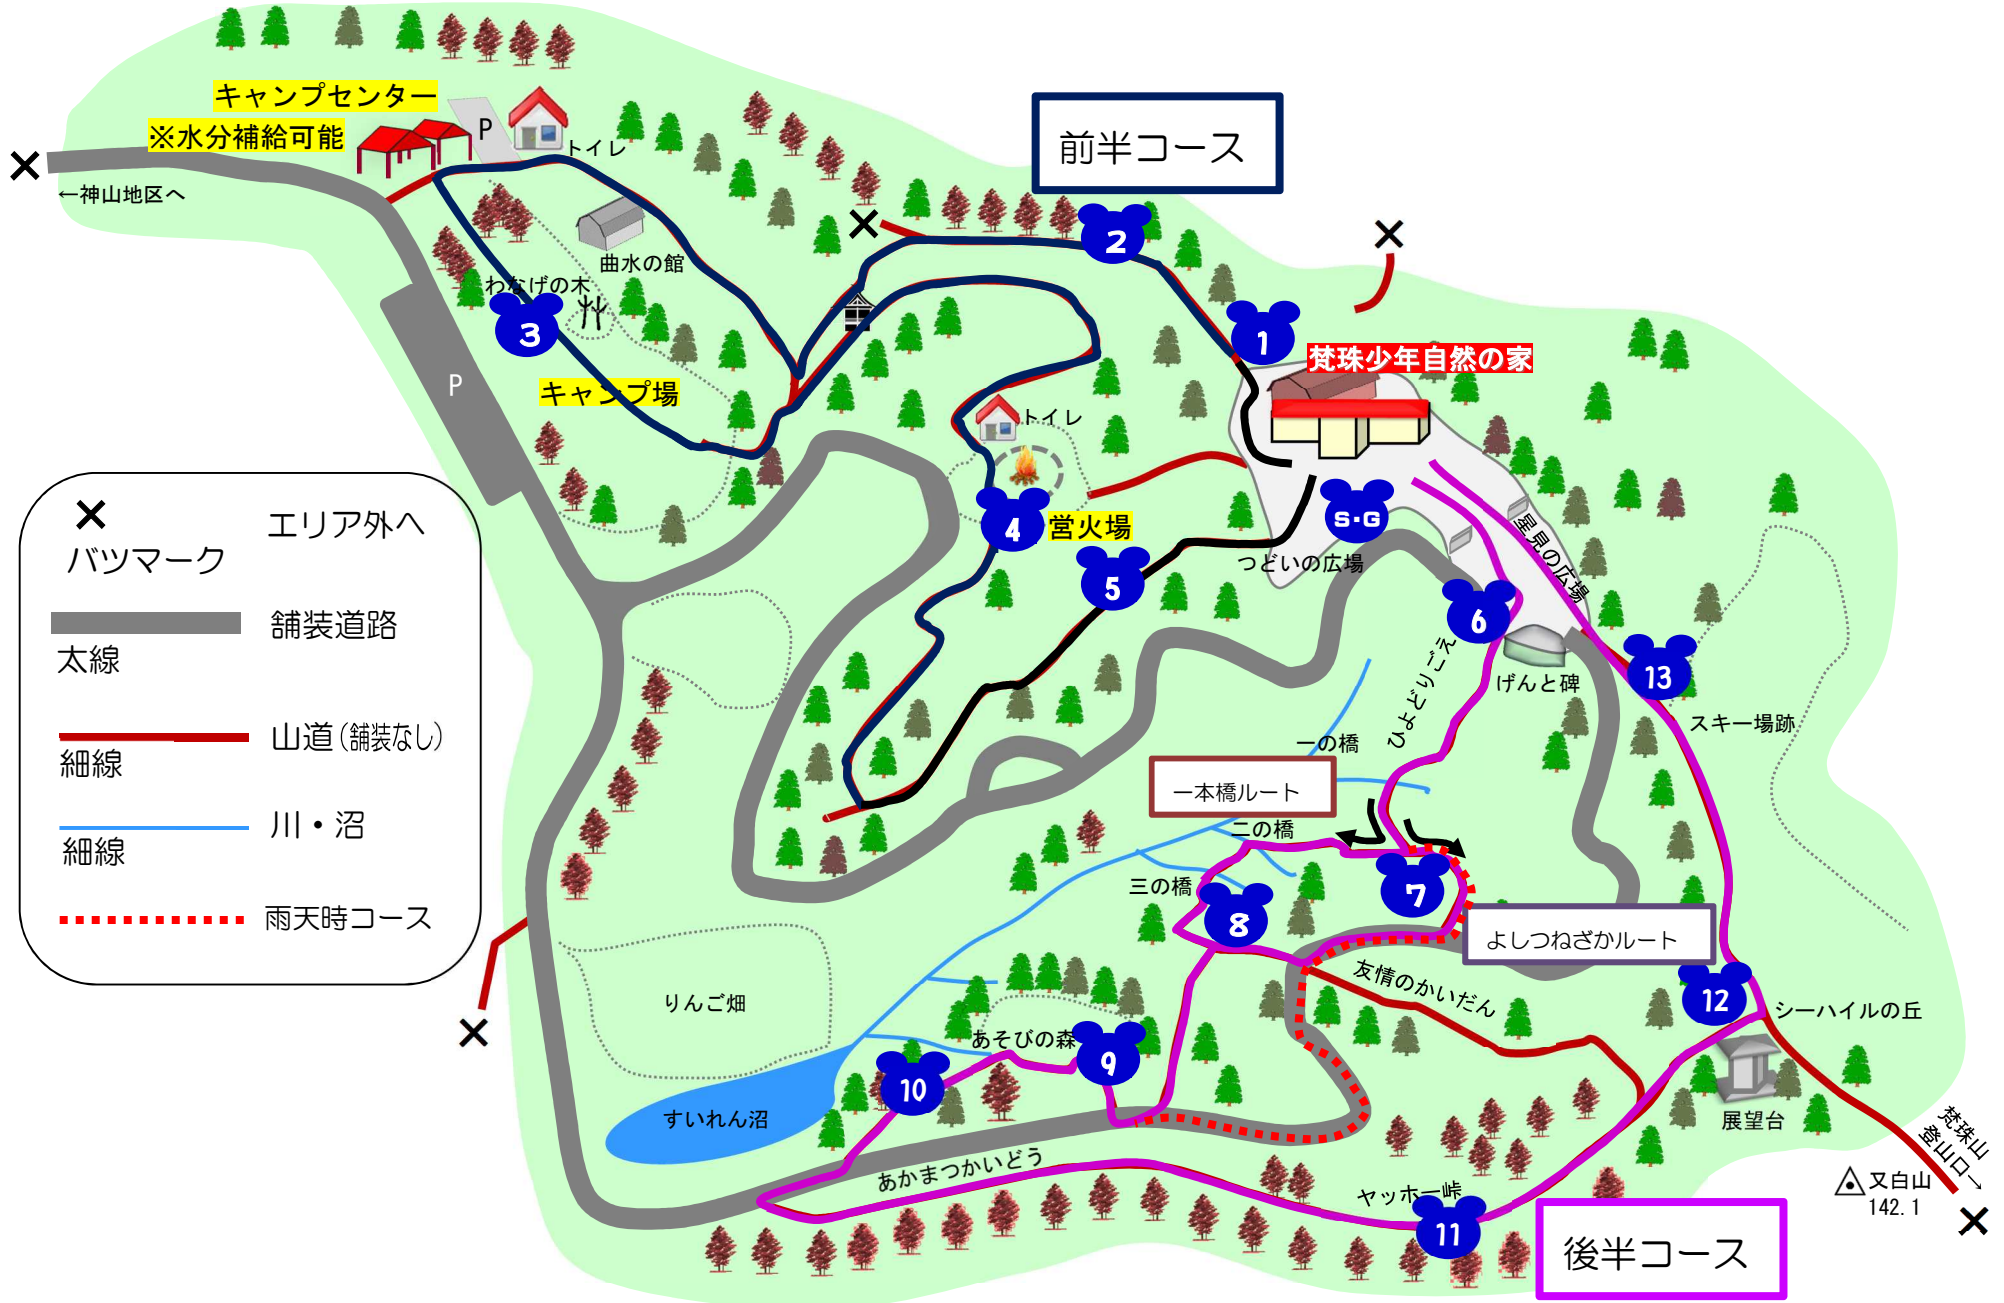 キャンプセンター
※水分補給可能
P
トイレ
←神山地区へ
前半コース
2
曲水の館
わなげの木
3
キャンプ場
P
1
梵珠少年自然の家
トイレ
4
営火場
5
S・G
つどいの広場
星見の広場
6
ひよどりごえ
げんと碑
13
スキー場跡
エリア外へ
バツマーク
舗装道路
太線
山道(舗装なし)
細線
川・沼
細線
雨天時コース
一の橋
一本橋ルート
二の橋
三の橋
7
8
よしつねざかルート
友情のかいだん
12
シーハイルの丘
展望台
りんご畑
あそびの森
9
10
すいれん沼
あかまつかいどう
ヤッホー峠
11
後半コース
梵珠山
登山口→
又白山
142.1